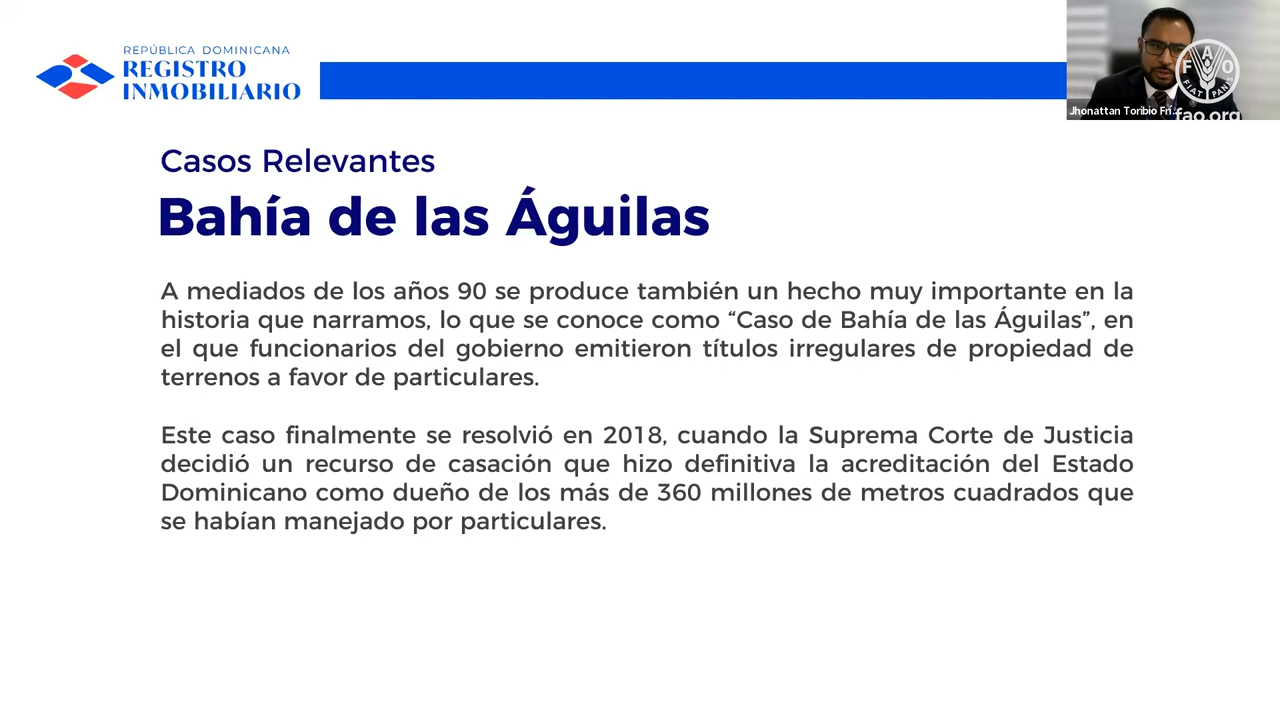 REPÚBLICA DOMINICANA
REGISTRO
INMOBILIARIO
Jhonattan Toribio Frí...
FAO
FIAT PANIS
fao.org
Casos Relevantes
Bahía de las Águilas
A mediados de los años 90 se produce también un hecho muy importante en la
historia que narramos, lo que se conoce como “Caso de Bahía de las Águilas”, en
el que funcionarios del gobierno emitieron títulos irregulares de propiedad de
terrenos a favor de particulares.
Este caso finalmente se resolvió en 2018, cuando la Suprema Corte de Justicia
decidió un recurso de casación que hizo definitiva la acreditación del Estado
Dominicano como dueño de los más de 360 millones de metros cuadrados que
se habían manejado por particulares.